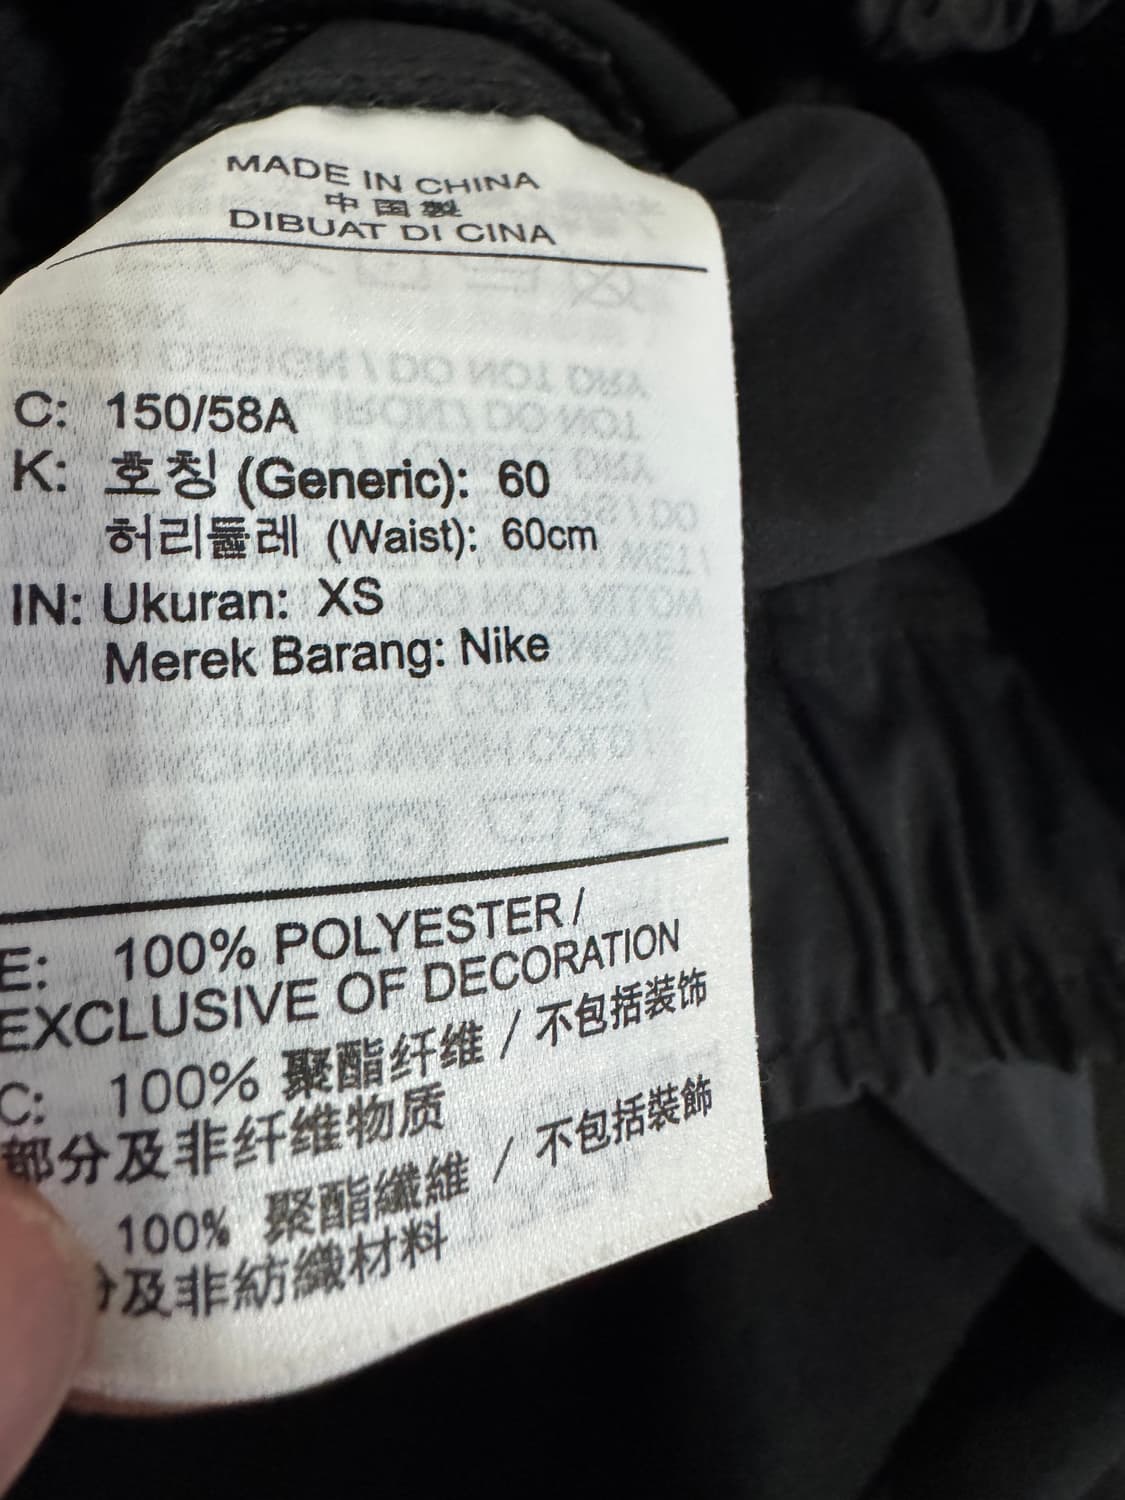 MADE IN CHINA
中国製
DIBUAT DI CINA
C: 150/58A
K: 호칭 (Generic): 60
허리둘레 (Waist): 60cm
IN: Ukuran: XS
Merek Barang: Nike
E: 100% POLYESTER /
EXCLUSIVE OF DECORATION
C: 100% 聚酯纤维 / 不包括装饰
部分及非纤维物质
100% 聚酯纖維 / 不包括裝飾
分及非紡織材料